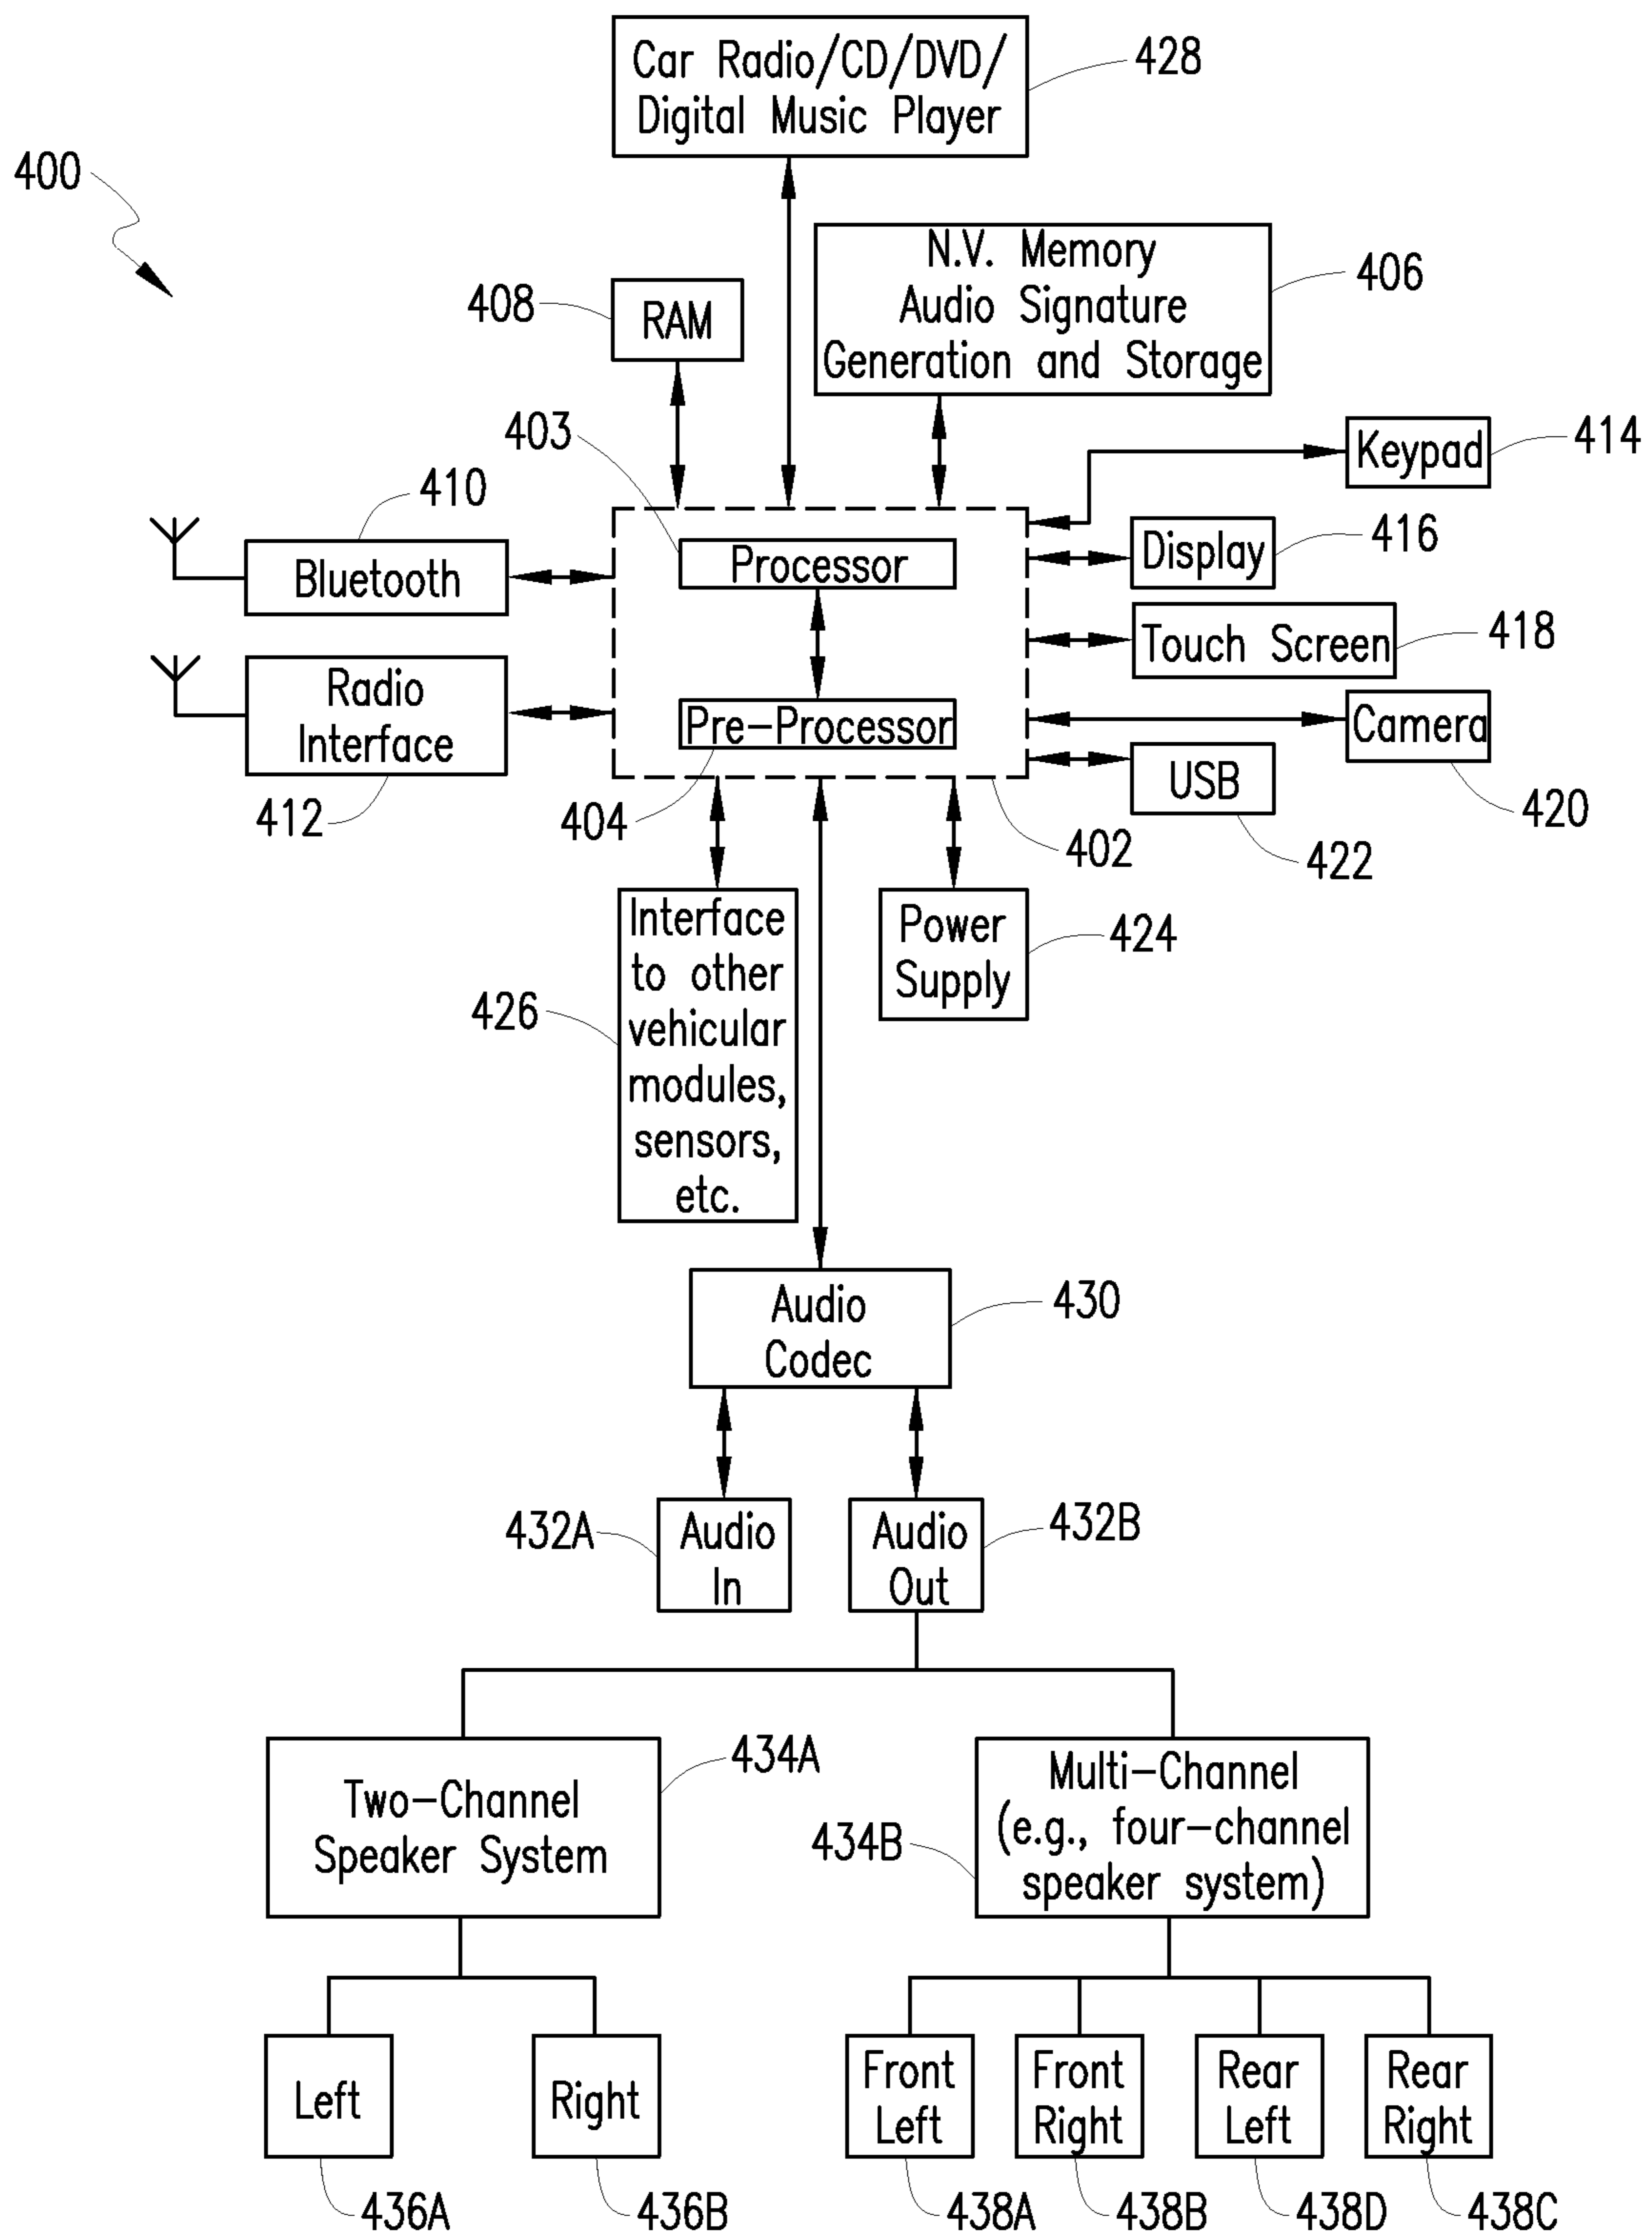 Car Radio/CD/DVD/
Digital Music Player
428
400
N.V. Memory
Audio Signature
Generation and Storage
406
408
RAM
403
Keypad
414
410
Bluetooth
Processor
Display
416
Touch Screen
418
Radio
Interface
412
Pre-Processor
Camera
420
USB
422
404
402
Interface
to other
vehicular
modules,
sensors,
etc.
426
Power
Supply
424
Audio
Codec
430
432A
Audio
In
Audio
Out
432B
Two-Channel
Speaker System
434A
Multi-Channel
(e.g., four-channel
speaker system)
434B
Left
Right
Front
Left
Front
Right
Rear
Left
Rear
Right
436A
436B
438A
438B
438D
438C